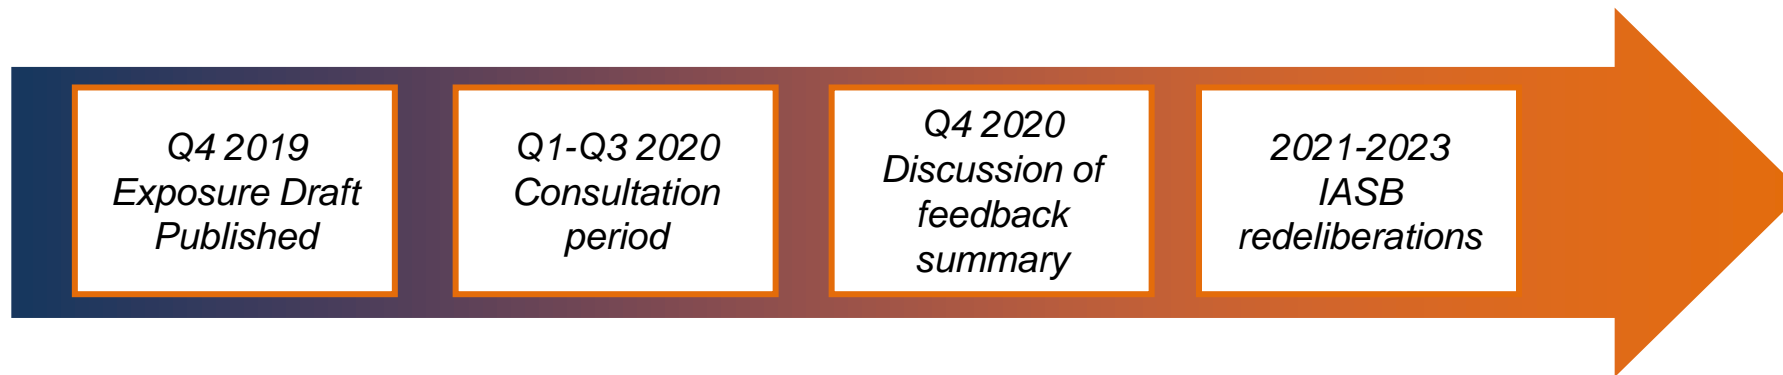 Q4 2019
Exposure Draft
Published
Q1-Q3 2020
Consultation
period
Q4 2020
Discussion of
feedback
summary
2021-2023
IASB
redeliberations